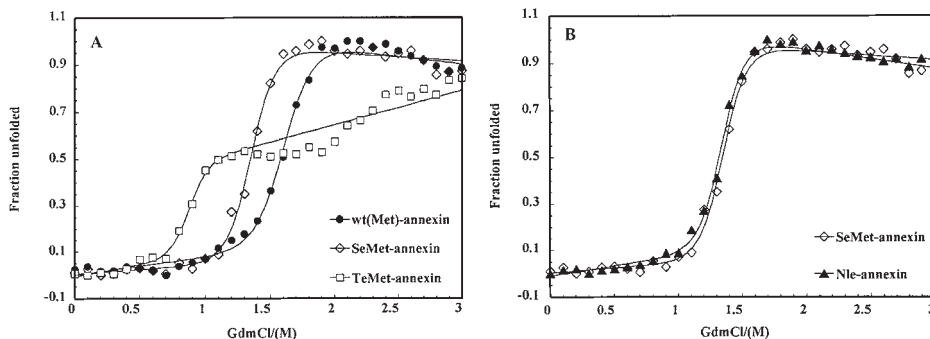 A
Fraction unfolded
1.1
0.9
0.7
0.5
0.3
0.1
-0.1
0
0.5
1
1.5
2
2.5
3
GdmCl/(M)
wt(Met)-annexin
SeMet-annexin
TeMet-annexin
B
Fraction unfolded
1.1
0.9
0.7
0.5
0.3
0.1
-0.1
0
0.5
1
1.5
2
2.5
3
GdmCl/(M)
SeMet-annexin
Nle-annexin